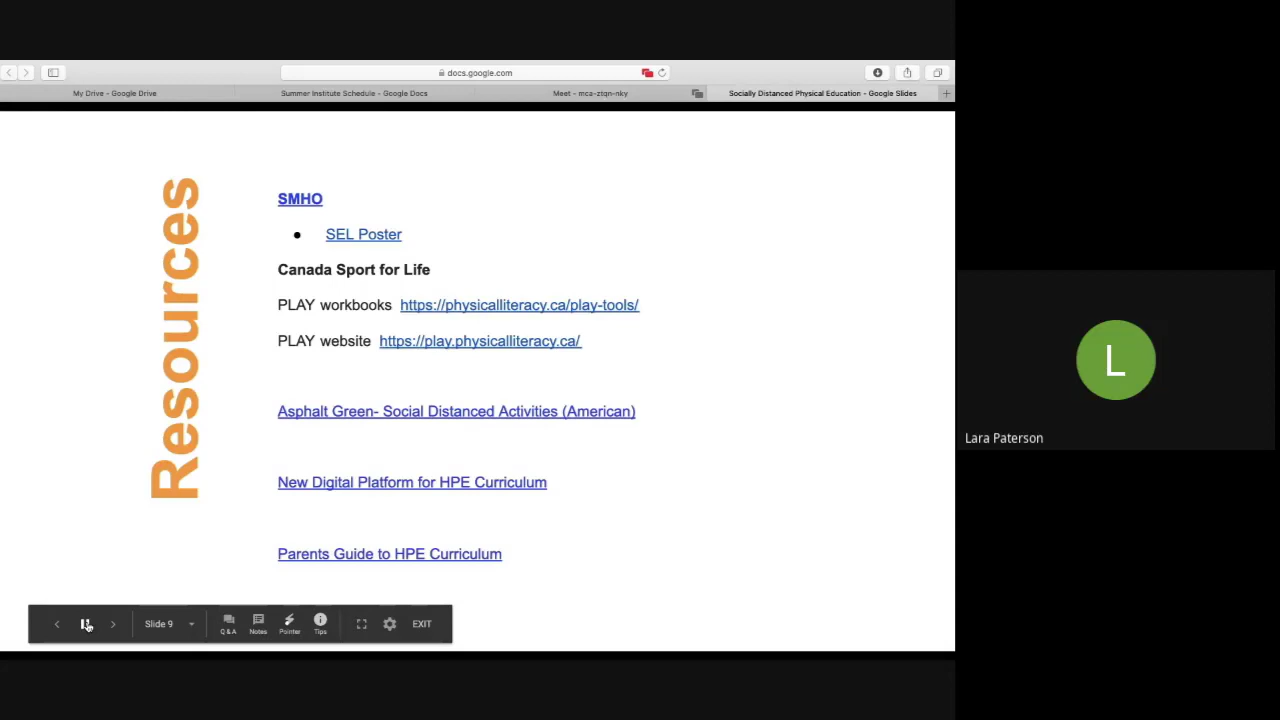 docs.google.com
My Drive - Google Drive
Summer Institute Schedule - Google Docs
Meet - mca-ztqn-nky
Socially Distanced Physical Education - Google Slides
Resources
SMHO
● SEL Poster
Canada Sport for Life
PLAY workbooks https://physicalliteracy.ca/play-tools/
PLAY website https://play.physicalliteracy.ca/
Asphalt Green- Social Distanced Activities (American)
New Digital Platform for HPE Curriculum
Parents Guide to HPE Curriculum
Slide 9
Q & A
Notes
Pointer
Tips
EXIT
L
Lara Paterson